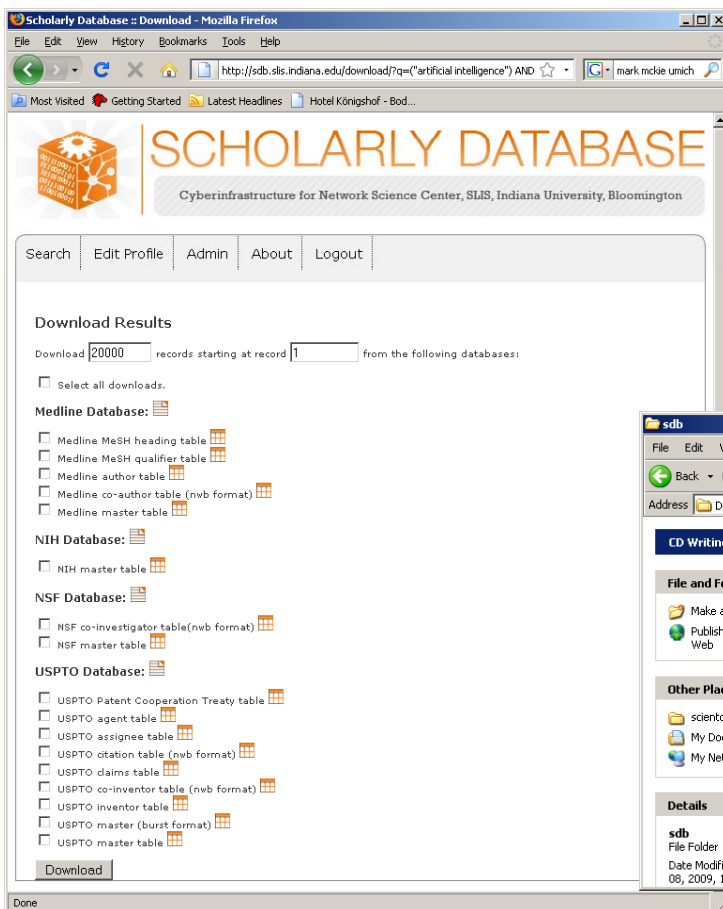 Scholarly Database :: Download - Mozilla Firefox
File Edit View History Bookmarks Tools Help
http://sdb.slis.indiana.edu/download/?q=("artificial intelligence") AND
mark mckie umich
Most Visited Getting Started Latest Headlines Hotel Königshof - Bod...
SCHOLARLY DATABASE
Cyberinfrastructure for Network Science Center, SLIS, Indiana University, Bloomington
Search Edit Profile Admin About Logout
Download Results
Download 20000 records starting at record 1 from the following databases:
Select all downloads.
Medline Database:
Medline MeSH heading table
Medline MeSH qualifier table
Medline author table
Medline co-author table (nwb format)
Medline master table
NIH Database:
NIH master table
NSF Database:
NSF co-investigator table(nwb format)
NSF master table
USPTO Database:
USPTO Patent Cooperation Treaty table
USPTO agent table
USPTO assignee table
USPTO citation table (nwb format)
USPTO claims table
USPTO co-inventor table (nwb format)
USPTO inventor table
USPTO master (burst format)
USPTO master table
Download
Done
sdb
File Edit V
Back
Address D
CD Writin
File and Fo
Make a
Publish
Web
Other Plac
sciento
My Doc
My Net
Details
sdb
File Folder
Date Modifi
08, 2009, 1